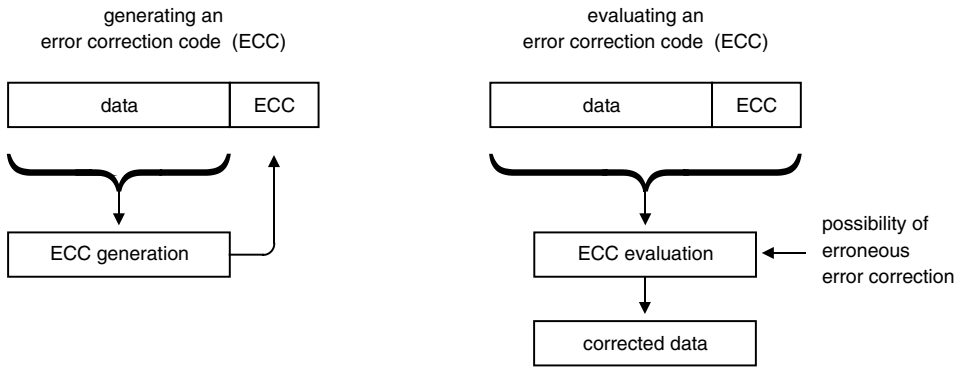 generating an
error correction code (ECC)
data
ECC
ECC generation
evaluating an
error correction code (ECC)
data
ECC
ECC evaluation
possibility of
erroneous
error correction
corrected data